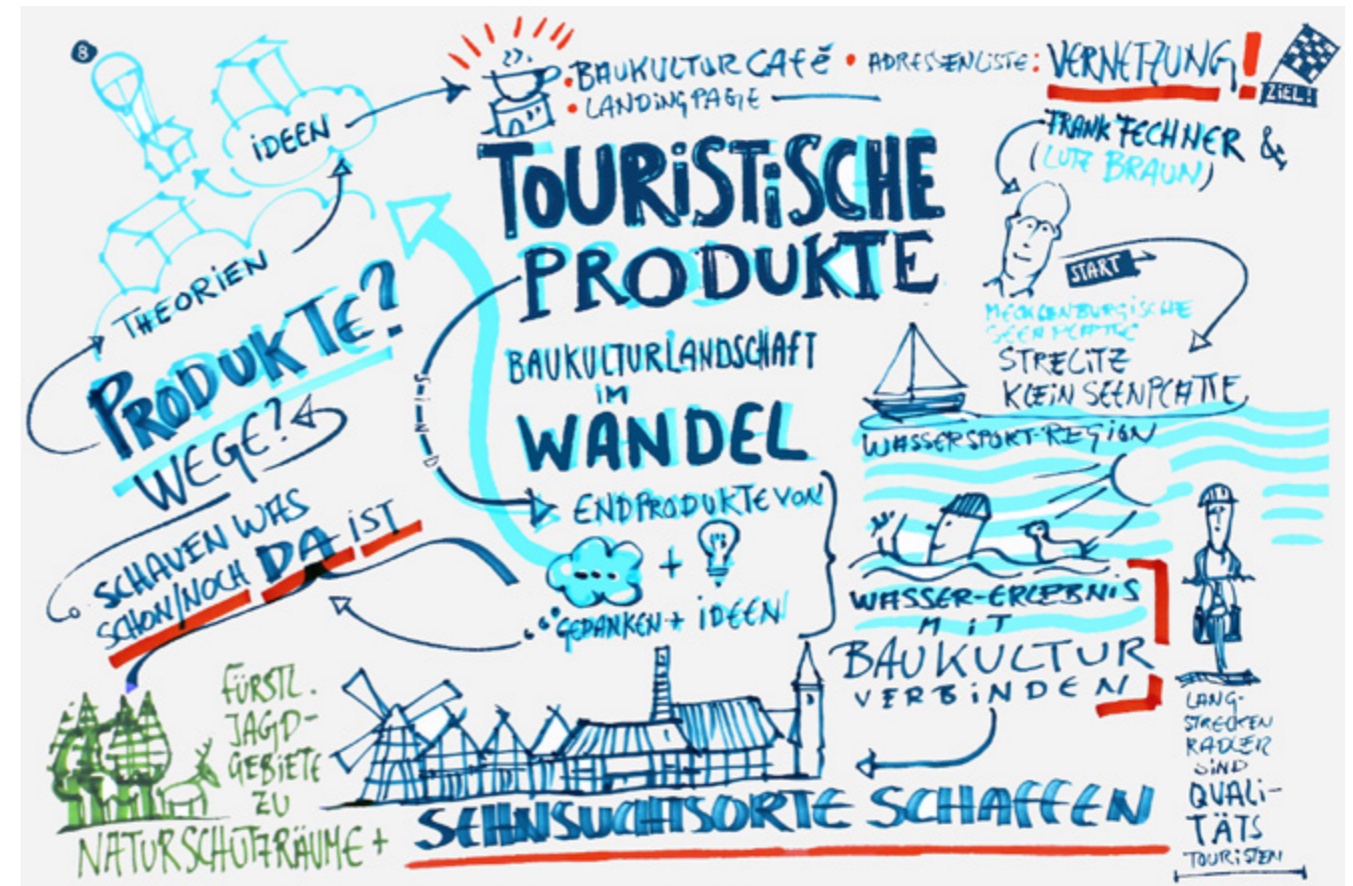 8
IDEEN
THEORIEN
PRODUKTE?
WEGE?
SCHAUEN WAS
SCHON/NOCH DA IST
• BAUKULTUR CAFÉ • ADRESSENLISTE: VERNETZUNG!
• LANDINGPAGE
ZIEL
TOURISTISCHE
PRODUKTE
SIND
BAUKULTURLANDSCHAFT
IM
WANDEL
ENDPRODUKTE VON
... +
GEDANKEN + IDEEN
FRANK FECHNER &
(LUTZ BRAUN)
START
MECKLENBURGISCHE
SEENPLATTE
STRELITZ
KLEIN SEENPLATTE
WASSERSPORT-REGION
WASSER-ERLEBNIS
MIT
BAUKULTUR
VERBINDEN
LANG-
STRECKEN
RADLER
SIND
QUALI-
TÄTS
TOURISTEN
FÜRSTL.
JAGD-
GEBIETE
ZU
NATURSCHUTZRÄUME +
SEHNSUCHTSORTE SCHAFFEN